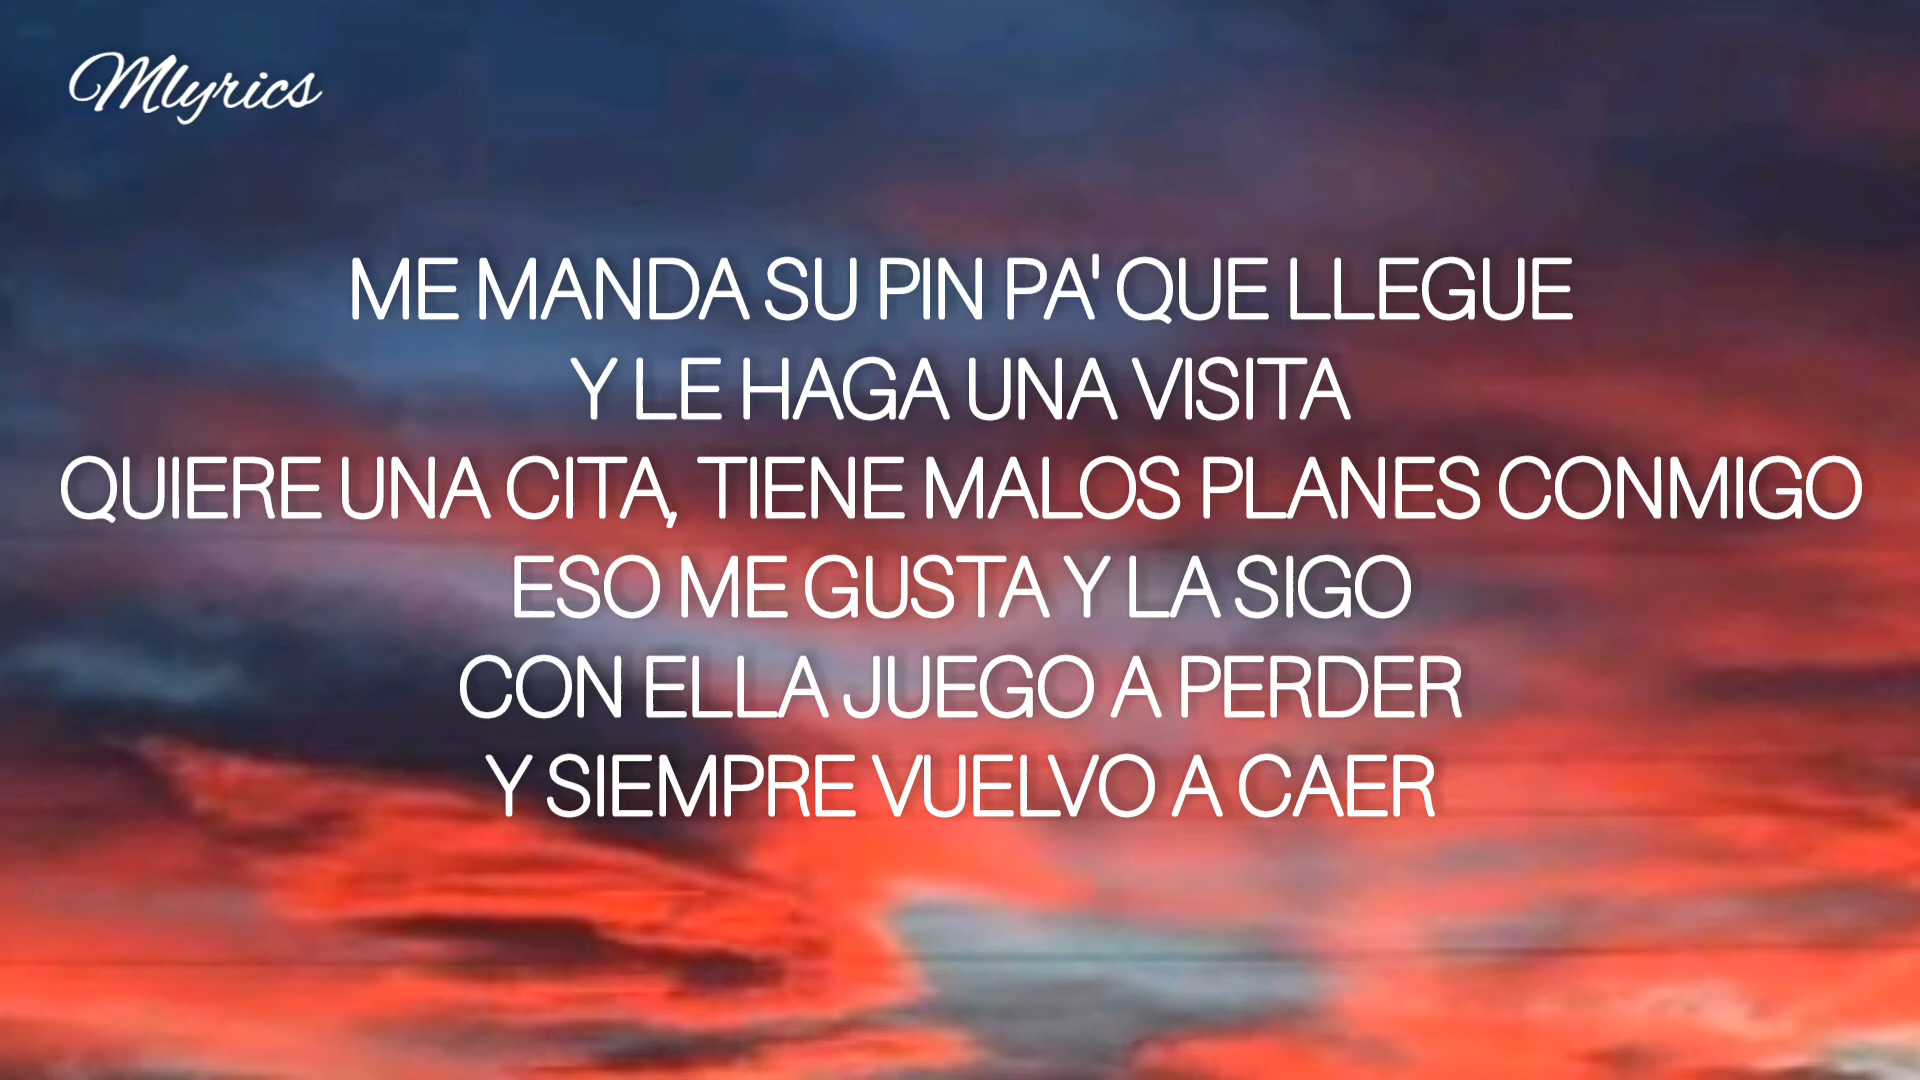 Mlyrics
ME MANDA SU PIN PA' QUE LLEGUE
Y LE HAGA UNA VISITA
QUIERE UNA CITA, TIENE MALOS PLANES CONMIGO
ESO ME GUSTA Y LA SIGO
CON ELLA JUEGO A PERDER
Y SIEMPRE VUELVO A CAER